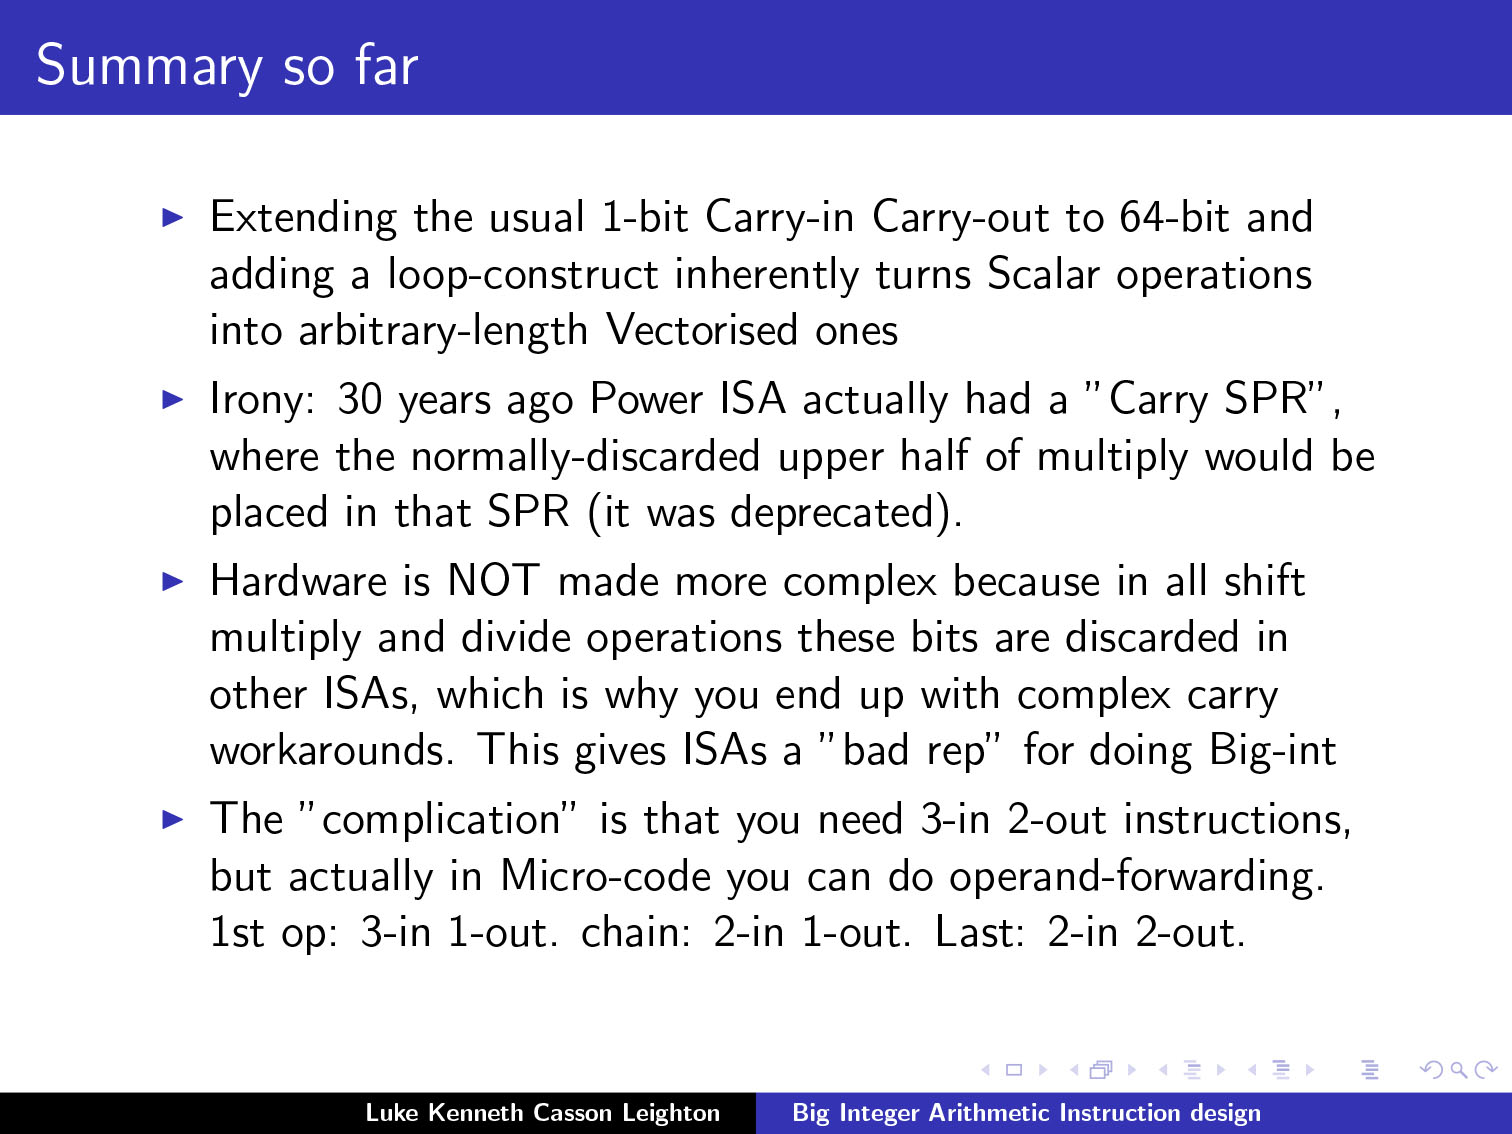 Summary so far
Extending the usual 1-bit Carry-in Carry-out to 64-bit and
adding a loop-construct inherently turns Scalar operations
into arbitrary-length Vectorised ones
Irony: 30 years ago Power ISA actually had a ”Carry SPR”,
where the normally-discarded upper half of multiply would be
placed in that SPR (it was deprecated).
Hardware is NOT made more complex because in all shift
multiply and divide operations these bits are discarded in
other ISAs, which is why you end up with complex carry
workarounds. This gives ISAs a ”bad rep” for doing Big-int
The ”complication” is that you need 3-in 2-out instructions,
but actually in Micro-code you can do operand-forwarding.
1st op: 3-in 1-out. chain: 2-in 1-out. Last: 2-in 2-out.
Luke Kenneth Casson Leighton
Big Integer Arithmetic Instruction design